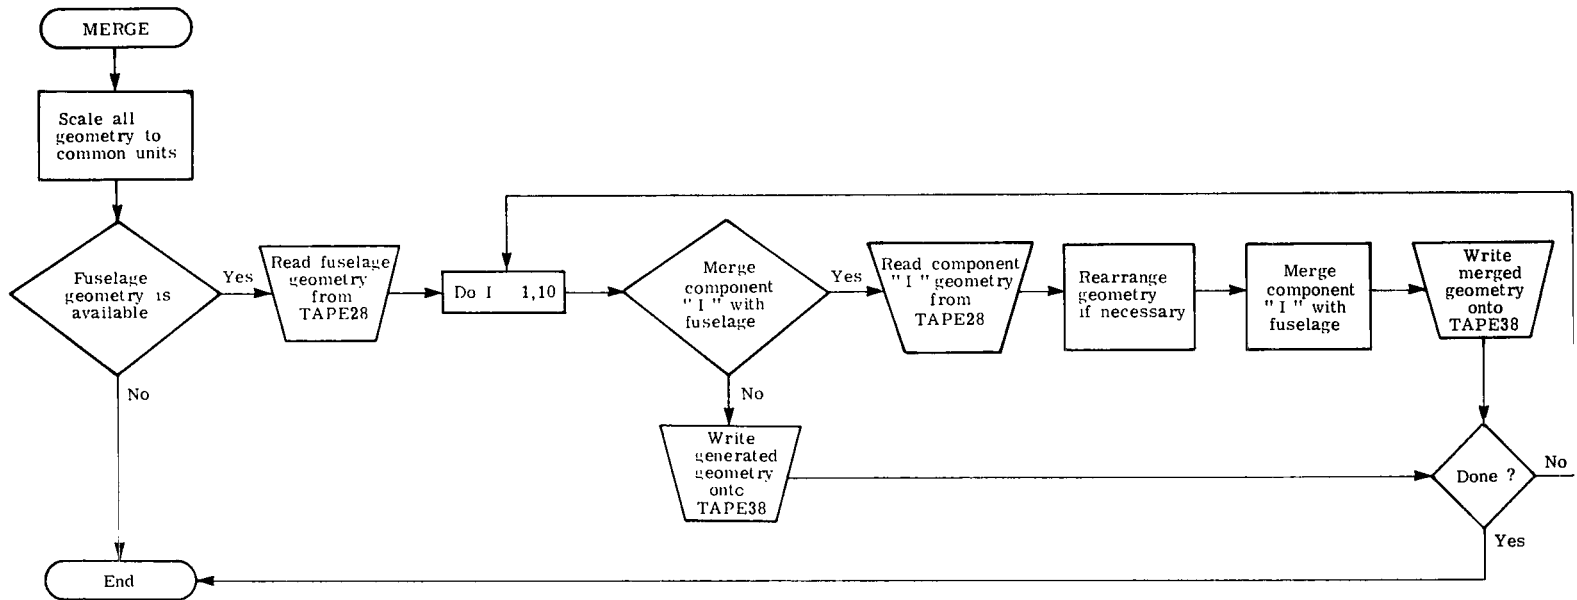 MERGE
Scale all
geometry to
common units
Fuselage
geometry is
available
Yes
No
Read fuselage
geometry
from
TAPE28
Do I 1,10
Merge
component
"I" with
fuselage
Yes
No
Read component
"I" geometry
from
TAPE28
Rearrange
geometry
if necessary
Merge
component
"I" with
fuselage
Write
merged
geometry
onto
TAPE38
Write
generated
geometry
onto
TAPE38
Done ?
No
Yes
End